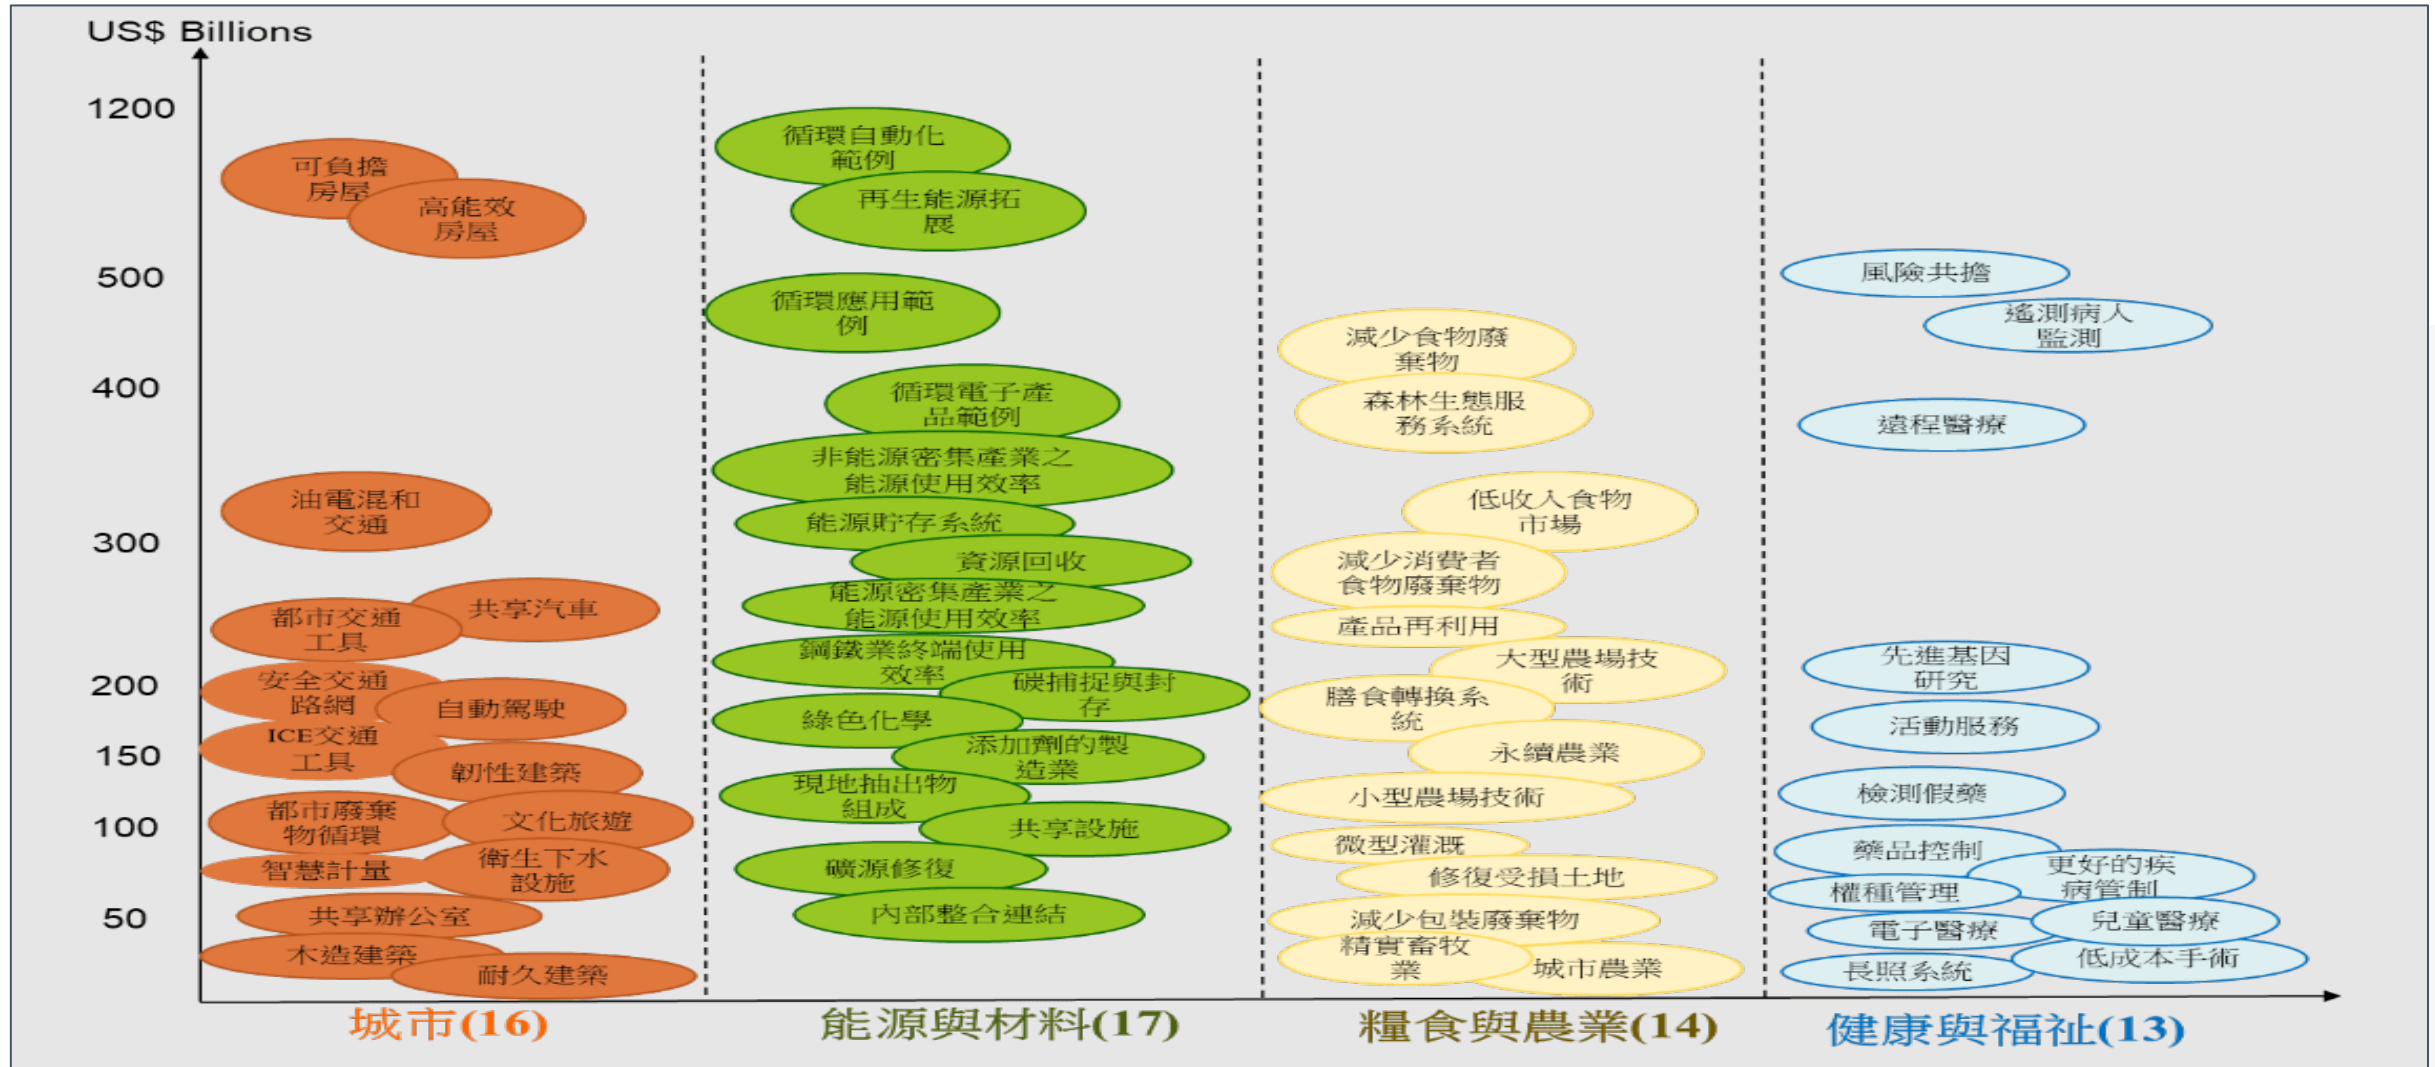 US$ Billions
1200
500
400
300
200
150
100
50
可負擔
房屋
高能效
房屋
油電混和
交通
共享汽車
都市交通
工具
安全交通
路網
自動駕駛
ICE交通
工具
韌性建築
都市廢棄
物循環
文化旅遊
智慧計量
衛生下水
設施
共享辦公室
木造建築
耐久建築
城市(16)
循環自動化
範例
再生能源拓
展
循環應用範
例
循環電子產
品範例
非能源密集產業之
能源使用效率
能源貯存系統
資源回收
能源密集產業之
能源使用效率
鋼鐵業終端使用
效率
碳捕捉與封
存
綠色化學
添加劑的製
造業
現地抽出物
組成
共享設施
礦源修復
內部整合連結
能源與材料(17)
減少食物廢
棄物
森林生態服
務系統
低收入食物
市場
減少消費者
食物廢棄物
產品再利用
大型農場技
術
膳食轉換系
統
永續農業
小型農場技術
微型灌溉
修復受損土地
減少包裝廢棄物
精實畜牧
業
城市農業
糧食與農業(14)
風險共擔
遙測病人
監測
遠程醫療
先進基因
研究
活動服務
檢測假藥
藥品控制
更好的疾
病管制
權種管理
兒童醫療
電子醫療
低成本手術
長照系統
健康與福祉(13)